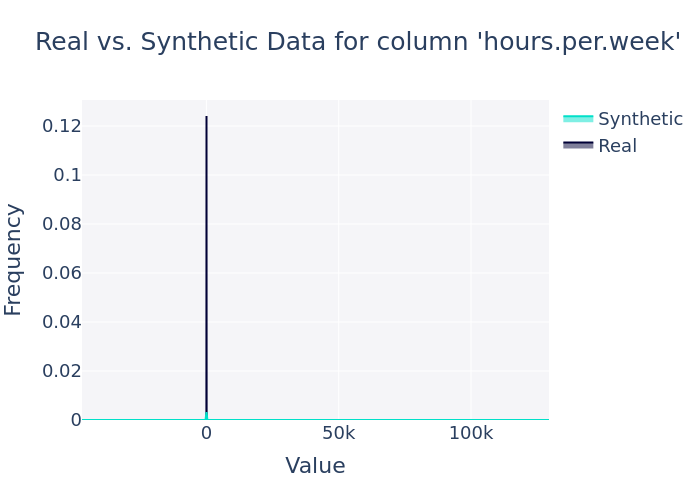 Real vs. Synthetic Data for column 'hours.per.week'
Synthetic
Real
Frequency
0.12
0.1
0.08
0.06
0.04
0.02
0
0
50k
100k
Value